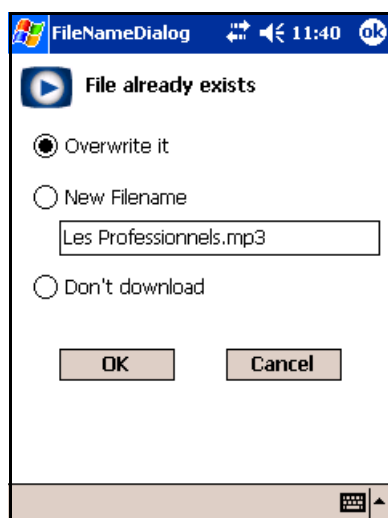 FileNameDialog 11:40 ok
File already exists
Overwrite it
New Filename
Les Professionnels.mp3
Don't download
OK Cancel